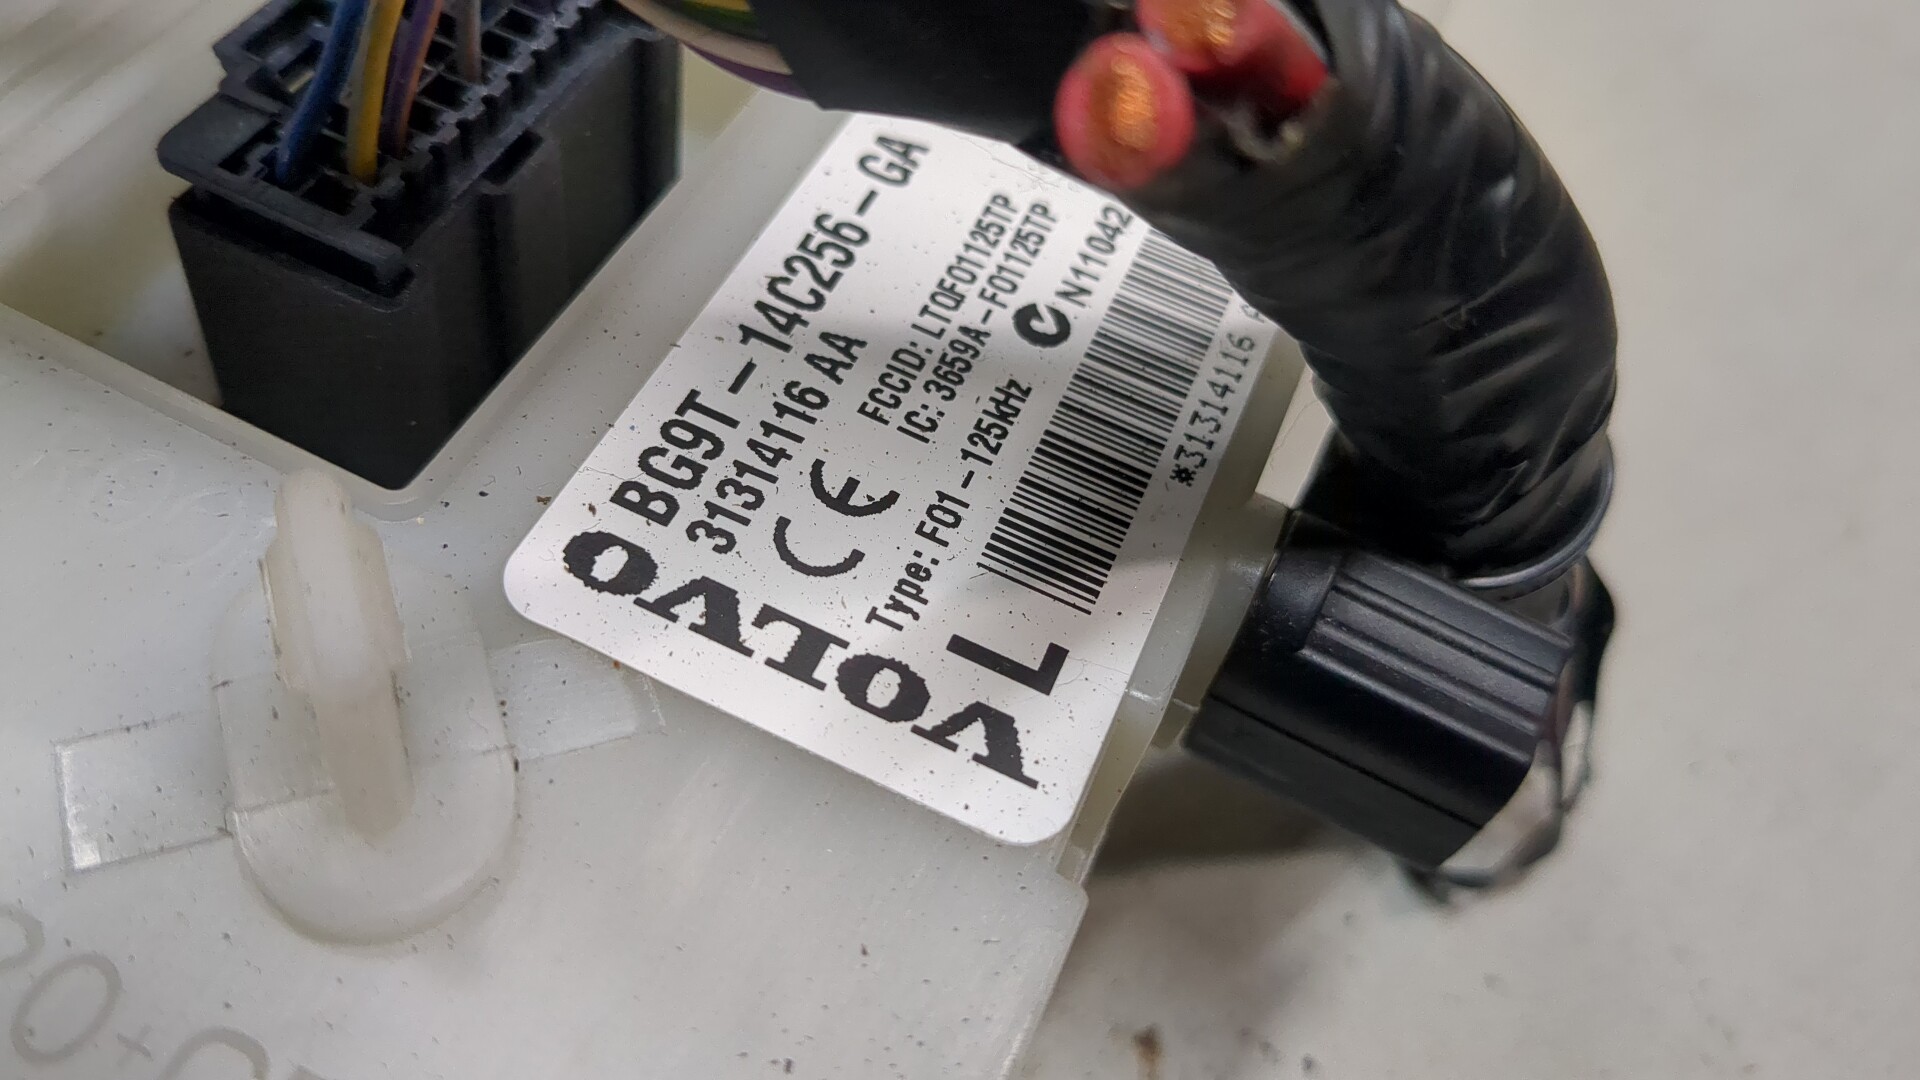 VOLVO
BG9T-14C256-GA
31314116 AA
FCCID: LTQF01125TP
IC: 3659A-F01125TP
Type: F01-125kHz
N11042
L
*31314116